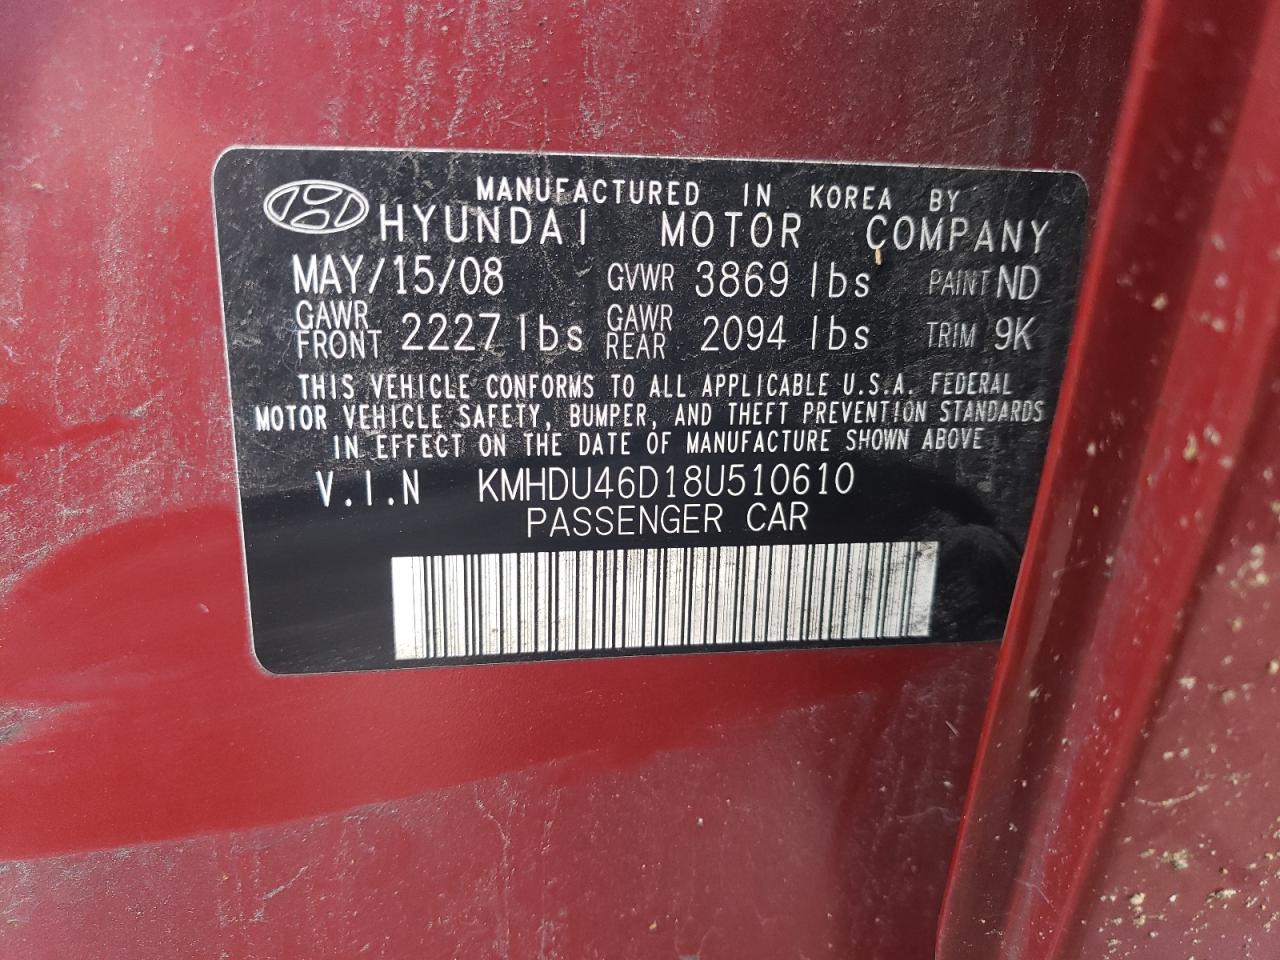 MANUFACTURED IN KOREA BY
HYUNDAI MOTOR COMPANY
MAY/15/08 GVWR 3869 lbs PAINT ND
GAWR FRONT 2227 lbs GAWR REAR 2094 lbs TRIM 9K
THIS VEHICLE CONFORMS TO ALL APPLICABLE U.S.A. FEDERAL
MOTOR VEHICLE SAFETY, BUMPER, AND THEFT PREVENTION STANDARDS
IN EFFECT ON THE DATE OF MANUFACTURE SHOWN ABOVE
V.I.N KMHDU46D18U510610
PASSENGER CAR